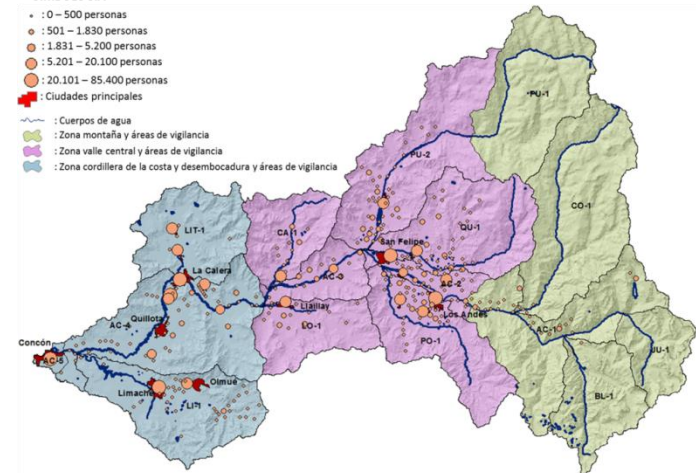 : 0 – 500 personas
: 501 – 1.830 personas
: 1.831 – 5.200 personas
: 5.201 – 20.100 personas
: 20.101 – 85.400 personas
: Ciudades principales
: Cuerpos de agua
: Zona montaña y áreas de vigilancia
: Zona valle central y áreas de vigilancia
: Zona cordillera de la costa y desembocadura y áreas de vigilancia
PU-1
PU-2
CO-1
LIT-1
CA-1
QU-1
San Felipe
La Calera
AC-3
AC-2
Llaillay
Los Andes
AC-4
Quillota
LO-1
AC-1
PO-1
JU-1
Concón
AC-5
Limache
Olmué
LI-1
BL-1